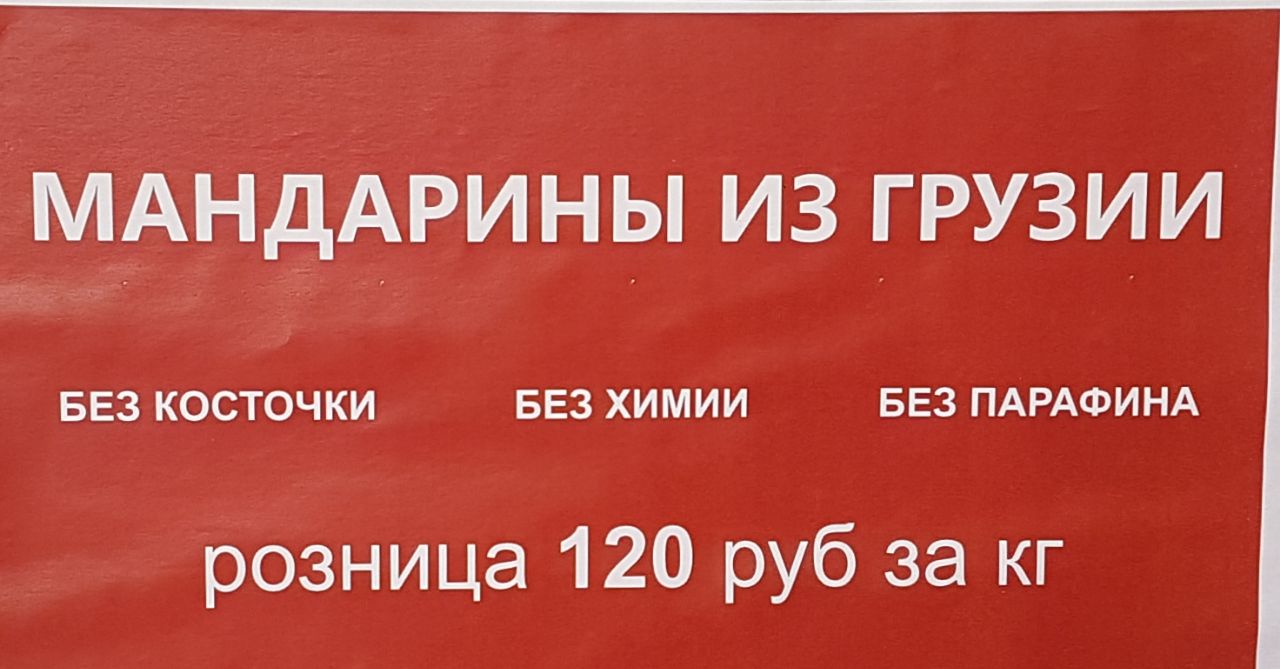 МАНДАРИНЫ ИЗ ГРУЗИИ
БЕЗ КОСТОЧКИ БЕЗ ХИМИИ БЕЗ ПАРАФИНА
розница 120 руб за кг